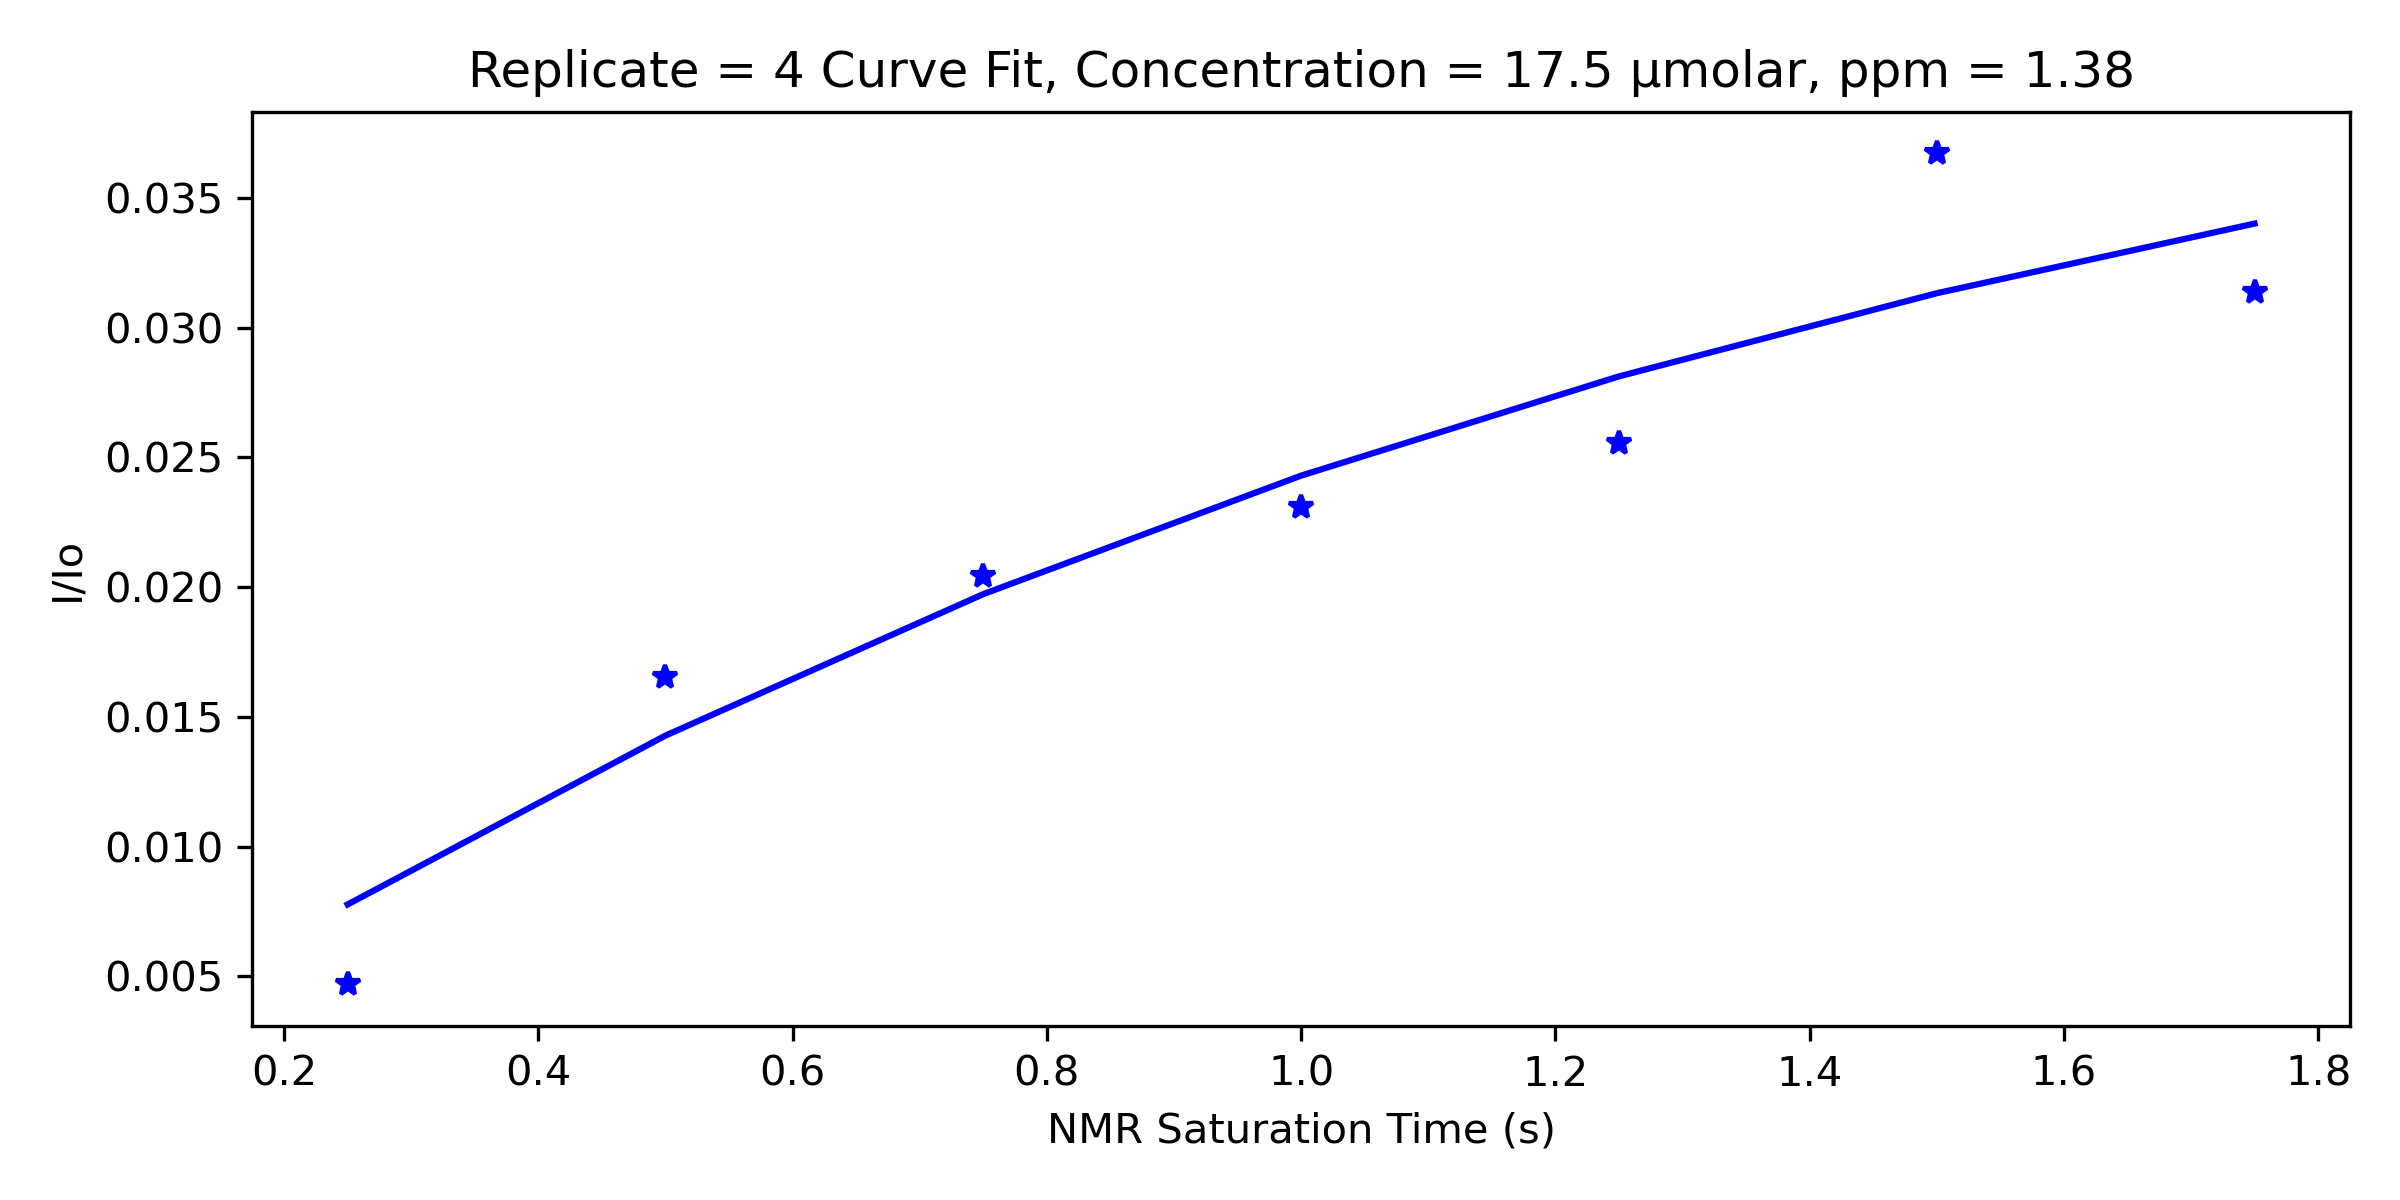 Replicate = 4 Curve Fit, Concentration = 17.5 µmolar, ppm = 1.38
0.035
0.030
0.025
0.020
0.015
0.010
0.005
I/Io
0.2 0.4 0.6 0.8 1.0 1.2 1.4 1.6 1.8
NMR Saturation Time (s)